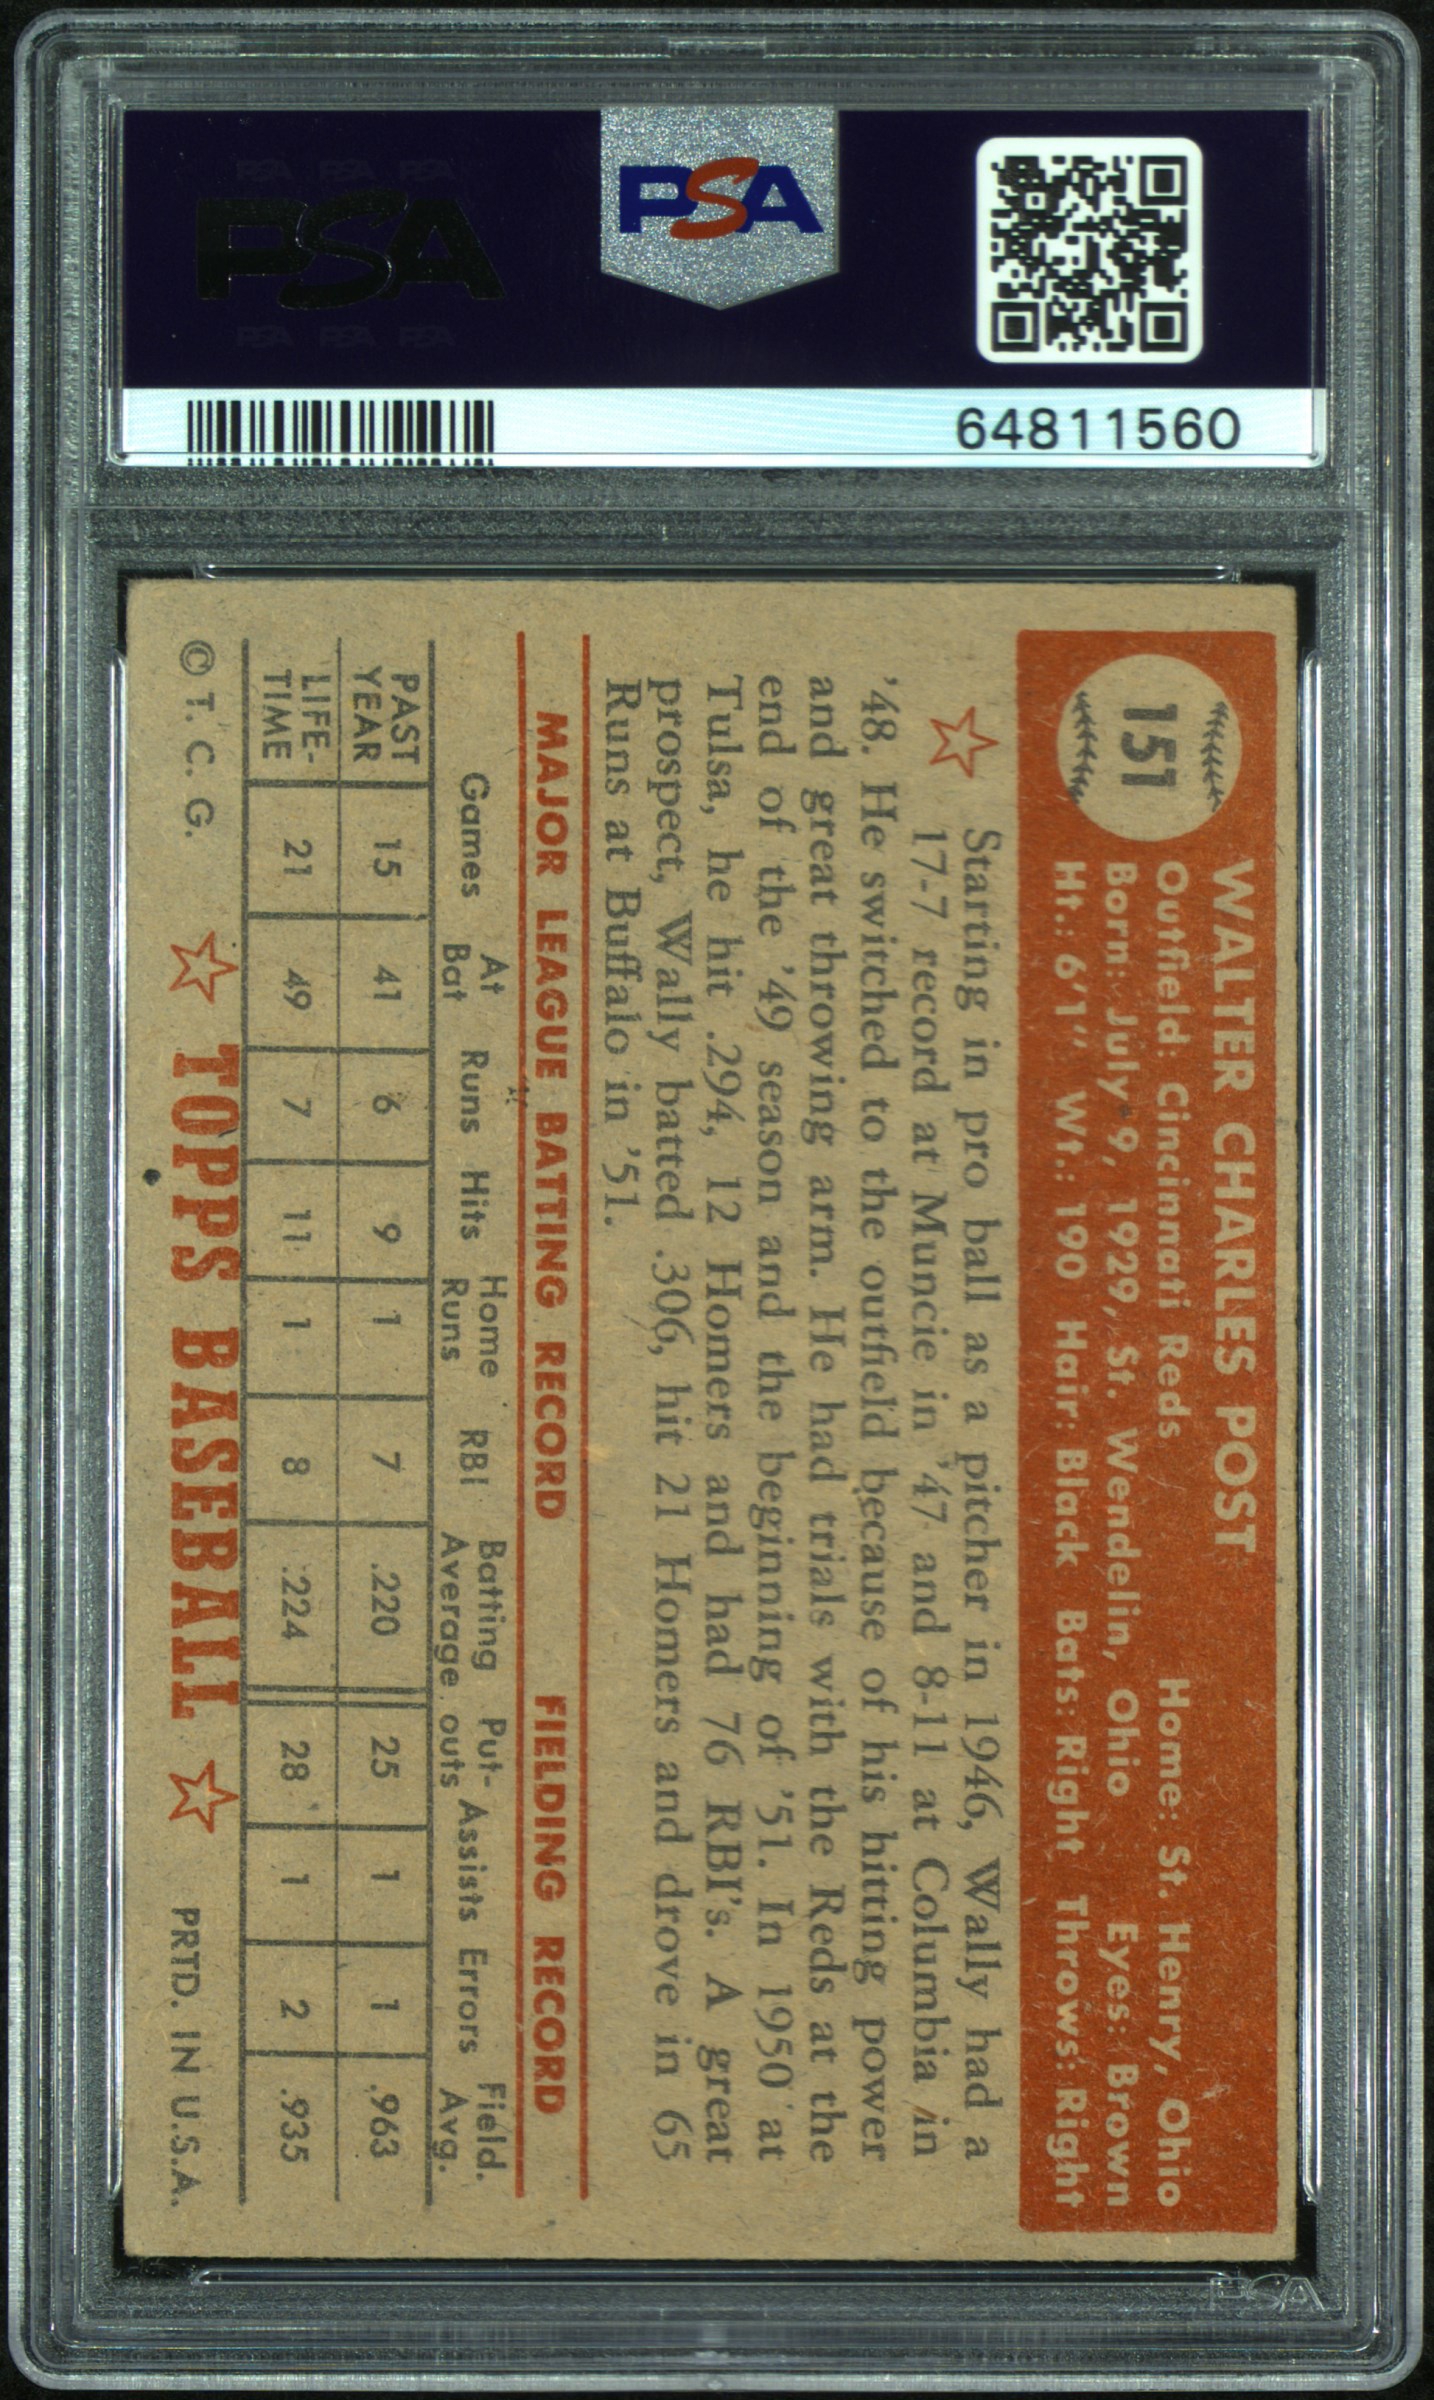 PSA PSA PSA
PSA
PSA PSA PSA
PSA
64811560
151
WALTER CHARLES POST
Outfield: Cincinnati Reds Home: St. Henry, Ohio
Born: July 9, 1929, St. Wendelin, Ohio Eyes: Brown
Ht.: 6'1" Wt.: 190 Hair: Black Bats: Right Throws: Right
Starting in pro ball as a pitcher in 1946, Wally had a
17-7 record at Muncie in '47 and 8-11 at Columbia in
'48. He switched to the outfield because of his hitting power
and great throwing arm. He had trials with the Reds at the
end of the '49 season and the beginning of '51. In 1950 at
Tulsa, he hit .294, 12 Homers and had 76 RBI's. A great
prospect, Wally batted .306, hit 21 Homers and drove in 65
Runs at Buffalo in '51.
MAJOR LEAGUE BATTING RECORD FIELDING RECORD
Games At Bat Runs Hits Home Runs RBI Batting Average Put-outs Assists Errors Field. Avg.
PAST YEAR 15 41 6 9 1 7 .220 25 1 1 .963
LIFE-TIME 21 49 7 11 1 8 .224 28 1 2 .935
© T. C. G. TOPPS BASEBALL PRTD. IN U.S.A.
PSA